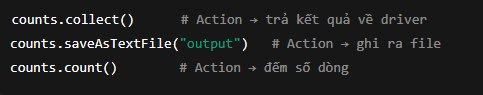 counts.collect()      # Action → trả kết quả về driver
counts.saveAsTextFile("output")   # Action → ghi ra file
counts.count()        # Action → đếm số dòng